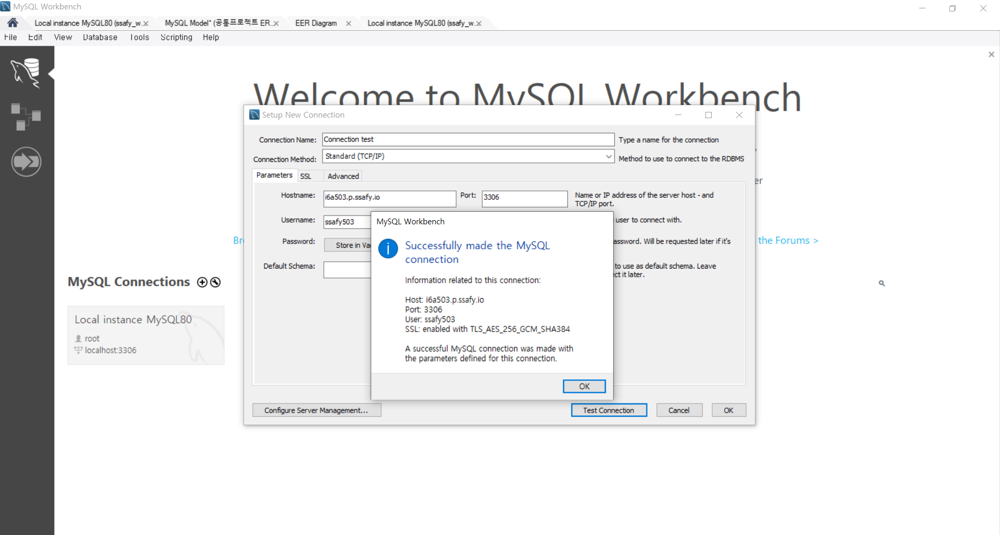 MySQL Workbench
Local instance MySQL80 (ssafy_w.
MySQL Model* (공통프로젝트 ER..
EER Diagram
Local instance MySQL80 (ssafy_w.
File Edit View Database Tools Scripting Help
Welcome to MySQL Workbench
Setup New Connection
Connection Name: Connection test Type a name for the connection
Connection Method: Standard (TCP/IP) Method to use to connect to the RDBMS
Parameters SSL Advanced
er
Hostname: i6a503.p.ssafy.io Port: 3306 Name or IP address of the server host - and
TCP/IP port.
Username: ssafy503 user to connect with.
Password: Store in Va assword. Will be requested later if it's
Default Schema: to use as default schema. Leave
ct it later.
Br
the Forums >
MySQL Workbench
Successfully made the MySQL
connection
Information related to this connection:
Host: i6a503.p.ssafy.io
Port: 3306
User: ssafy503
SSL: enabled with TLS_AES_256_GCM_SHA384
A successful MySQL connection was made with
the parameters defined for this connection.
OK
Configure Server Management... Test Connection Cancel OK
MySQL Connections
Local instance MySQL80
root
localhost:3306